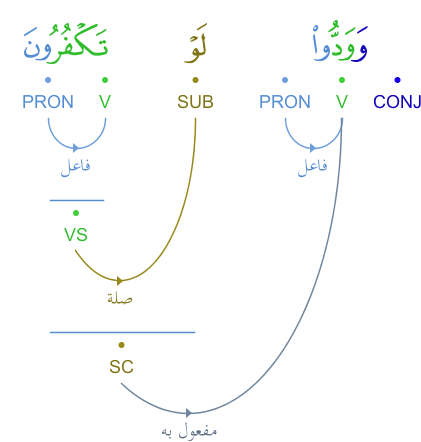 وَوَدُّوا۟ لَوْ تَكْفُرُونَ
CONJ V PRON SUB V PRON
فاعل فاعل
VS
صلة
SC
مفعول به